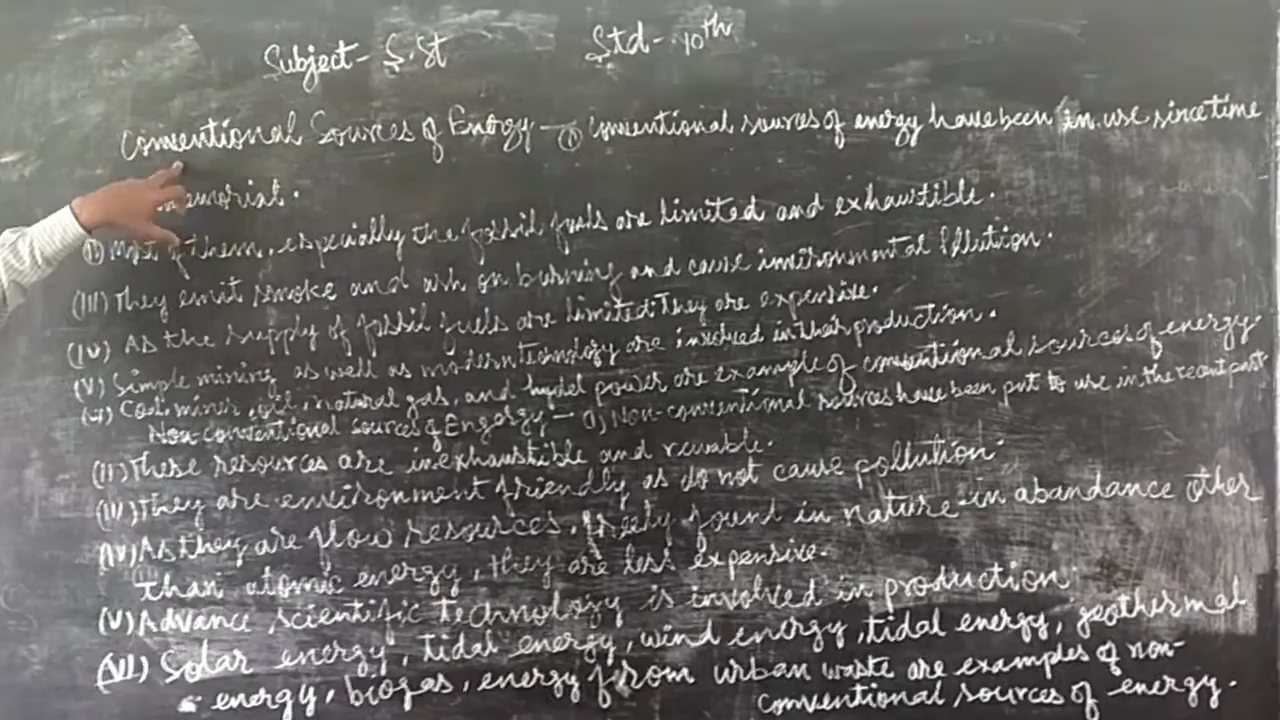 Subject - S.St Std - 10th
Conventional Sources of Energy - (i) conventional sources of energy have been in use since time
memorial.
(i) Most of them, especially the fossil fuels are limited and exhaustible.
(III) They emit smoke and ash on burning and cause environmental Pllution.
(IV) As the supply of fossil fuels are limited They are expensive.
(V) Simple mining as well as modern technology are involved in their production.
(vi) Coal, miner, oil, natural gas, and hydel power are example of conventional sources of energy.
Non-conventional sources of Engergy - (i) Non-conventional sources have been put to use in the recent past
(II) These resources are inexhaustible and
(III) They are environment friendly as do not cause pollution.
(IV) As they are flow resources, freely found in nature in abandance other
than atomic energy, they are less expensive.
(V) Advance scientific technology is involved in production.
(VI) Solar energy, tidal energy, wind energy, tidal energy, geothermal
energy, biogas, energy from urban waste are examples of non-
conventional sources of energy.